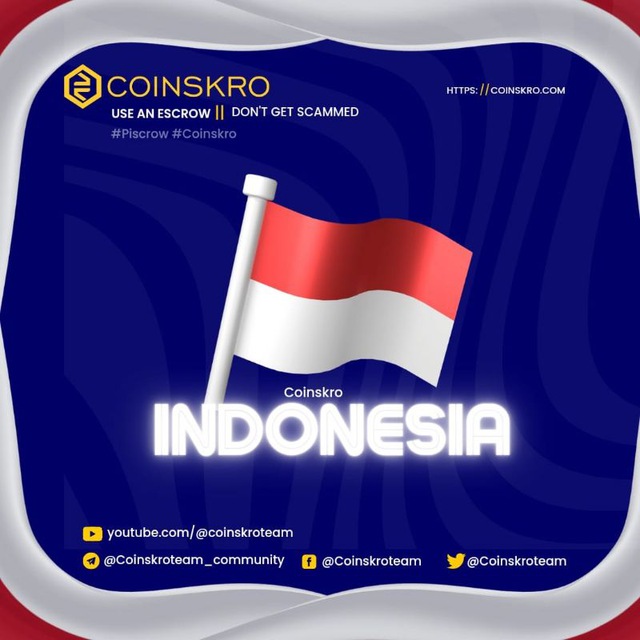 COINSKRO
HTTPS://COINSKRO.COM
USE AN ESCROW || DON'T GET SCAMMED
#Piscrow #Coinskro
Coinskro
INDONESIA
youtube.com/@coinskroteam
@Coinskroteam_community @Coinskroteam @Coinskroteam